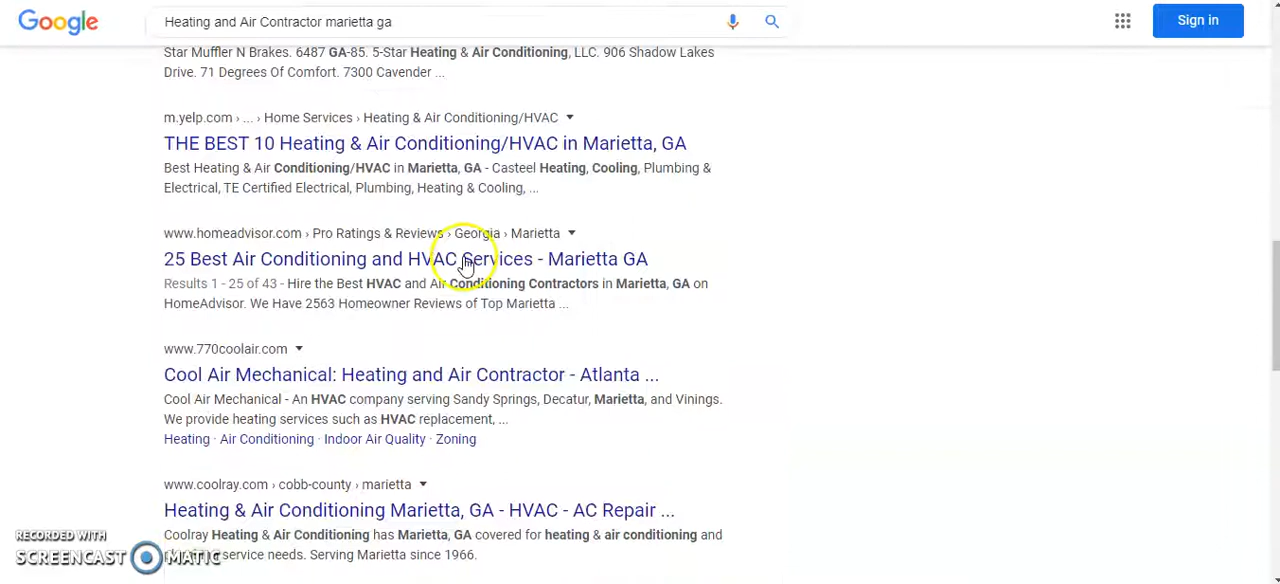 Google
Heating and Air Contractor marietta ga
Sign in
Star Muffler N Brakes. 6487 GA-85. 5-Star Heating & Air Conditioning, LLC. 906 Shadow Lakes
Drive. 71 Degrees Of Comfort. 7300 Cavender ...
m.yelp.com › ... › Home Services › Heating & Air Conditioning/HVAC
THE BEST 10 Heating & Air Conditioning/HVAC in Marietta, GA
Best Heating & Air Conditioning/HVAC in Marietta, GA - Casteel Heating, Cooling, Plumbing &
Electrical, TE Certified Electrical, Plumbing, Heating & Cooling, ...
www.homeadvisor.com › Pro Ratings & Reviews › Georgia › Marietta
25 Best Air Conditioning and HVAC Services - Marietta GA
Results 1 - 25 of 43 - Hire the Best HVAC and Air Conditioning Contractors in Marietta, GA on
HomeAdvisor. We Have 2563 Homeowner Reviews of Top Marietta ...
www.770coolair.com
Cool Air Mechanical: Heating and Air Contractor - Atlanta ...
Cool Air Mechanical - An HVAC company serving Sandy Springs, Decatur, Marietta, and Vinings.
We provide heating services such as HVAC replacement, ...
Heating · Air Conditioning · Indoor Air Quality · Zoning
www.coolray.com › cobb-county › marietta
Heating & Air Conditioning Marietta, GA - HVAC - AC Repair ...
Coolray Heating & Air Conditioning has Marietta, GA covered for heating & air conditioning and
service needs. Serving Marietta since 1966.
RECORDED WITH
SCREENCAST MATIC